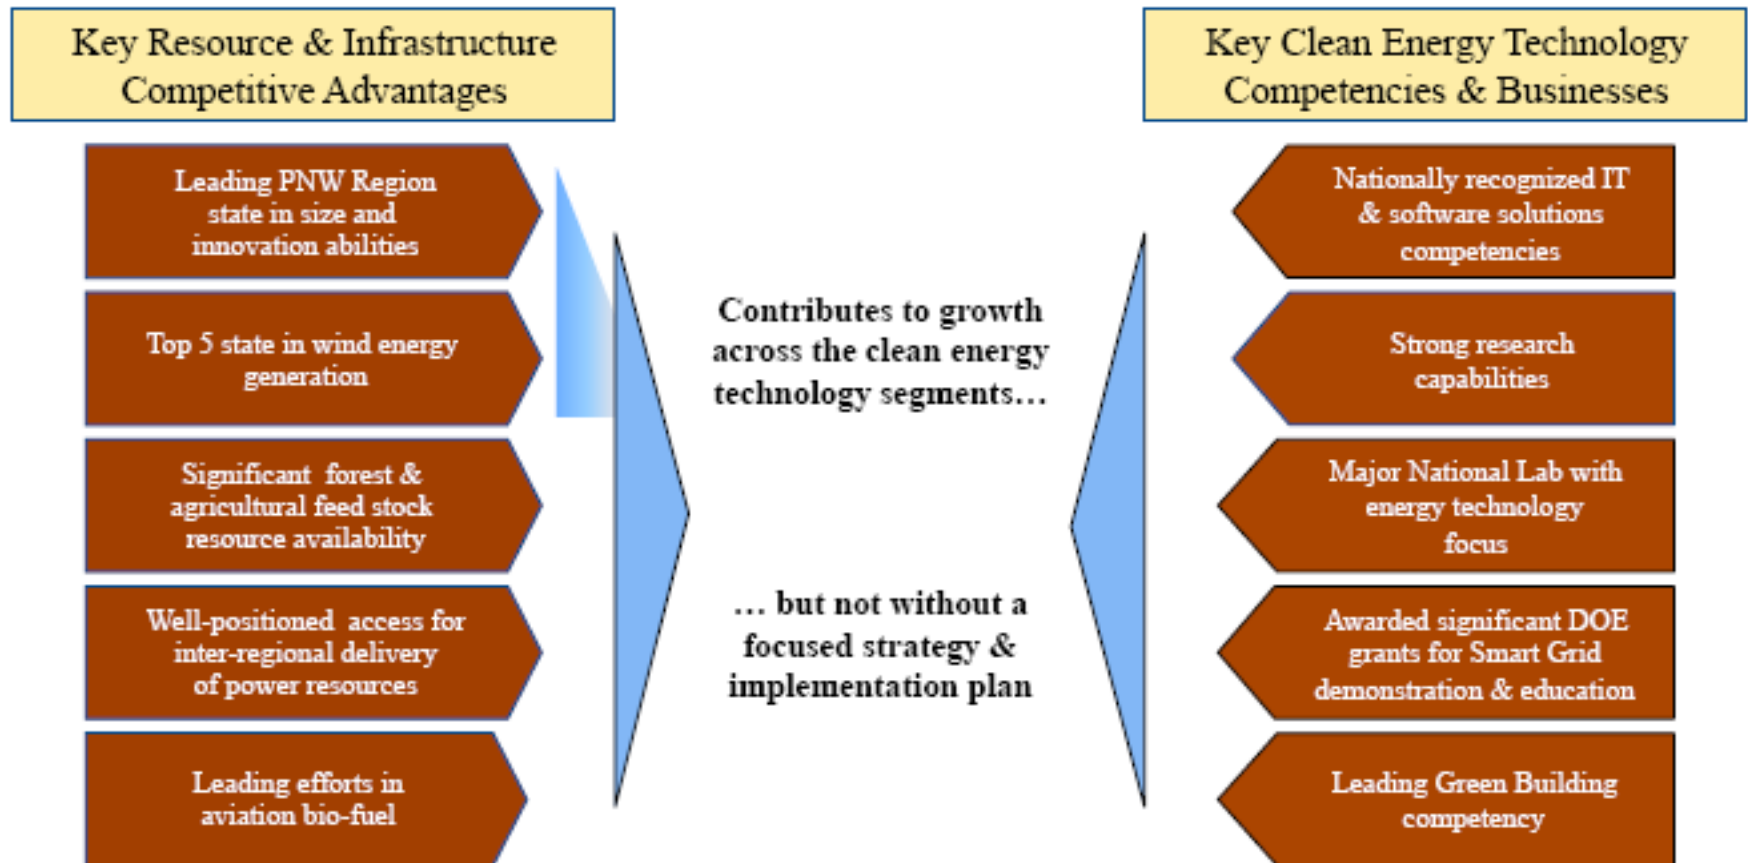 Key Resource & Infrastructure
Competitive Advantages
Leading PNW Region
state in size and
innovation abilities
Top 5 state in wind energy
generation
Significant forest &
agricultural feed stock
resource availability
Well-positioned access for
inter-regional delivery
of power resources
Leading efforts in
aviation bio-fuel
Contributes to growth
across the clean energy
technology segments…
… but not without a
focused strategy &
implementation plan
Key Clean Energy Technology
Competencies & Businesses
Nationally recognized IT
& software solutions
competencies
Strong research
capabilities
Major National Lab with
energy technology
focus
Awarded significant DOE
grants for Smart Grid
demonstration & education
Leading Green Building
competency